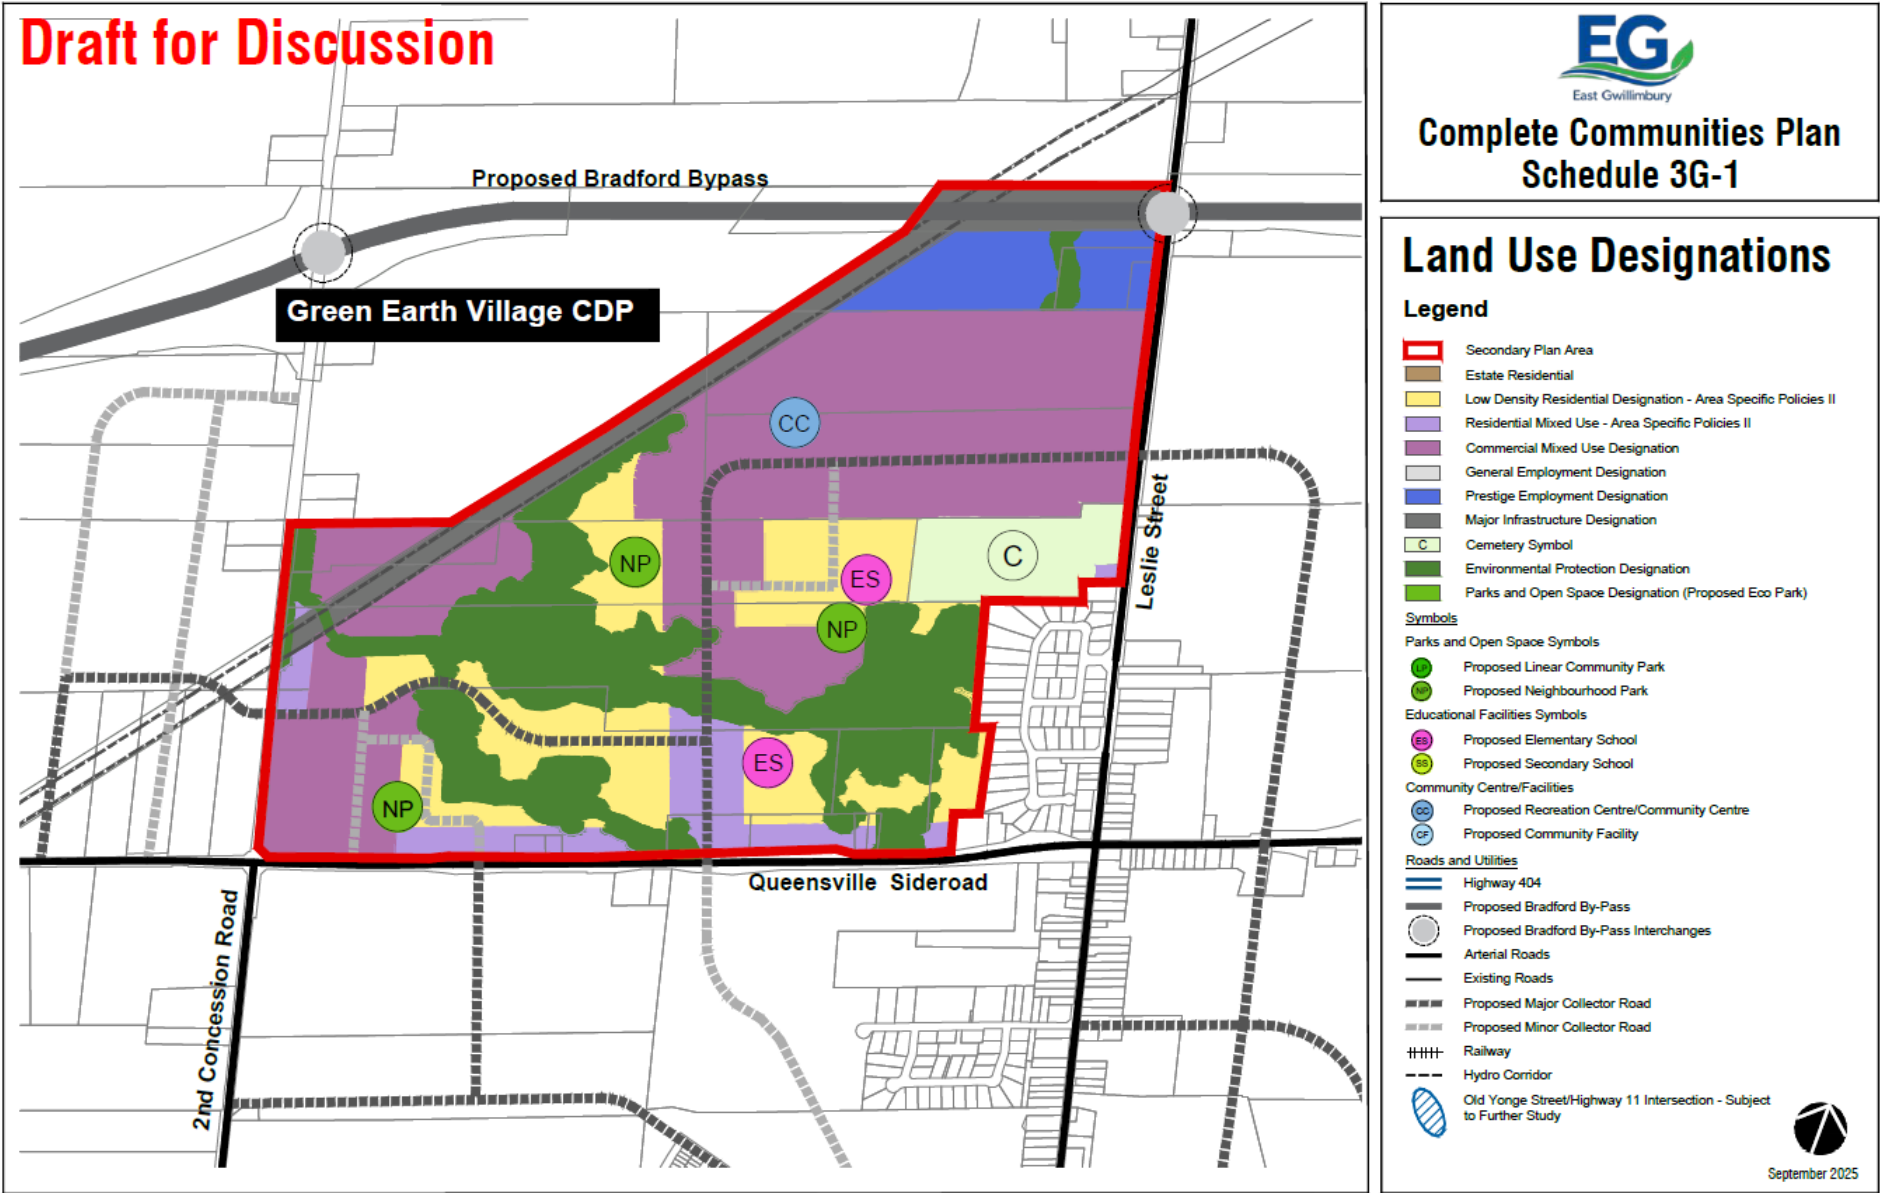 Draft for Discussion
Proposed Bradford Bypass
Green Earth Village CDP
CC
NP
ES
C
NP
ES
NP
Leslie Street
Queensville Sideroad
2nd Concession Road
EG
East Gwillimbury
Complete Communities Plan
Schedule 3G-1
Land Use Designations
Legend
Secondary Plan Area
Estate Residential
Low Density Residential Designation - Area Specific Policies II
Residential Mixed Use - Area Specific Policies II
Commercial Mixed Use Designation
General Employment Designation
Prestige Employment Designation
Major Infrastructure Designation
C Cemetery Symbol
Environmental Protection Designation
Parks and Open Space Designation (Proposed Eco Park)
Symbols
Parks and Open Space Symbols
LP Proposed Linear Community Park
NP Proposed Neighbourhood Park
Educational Facilities Symbols
ES Proposed Elementary School
SS Proposed Secondary School
Community Centre/Facilities
CC Proposed Recreation Centre/Community Centre
CF Proposed Community Facility
Roads and Utilities
Highway 404
Proposed Bradford By-Pass
Proposed Bradford By-Pass Interchanges
Arterial Roads
Existing Roads
Proposed Major Collector Road
Proposed Minor Collector Road
Railway
Hydro Corridor
Old Yonge Street/Highway 11 Intersection - Subject
to Further Study
September 2025